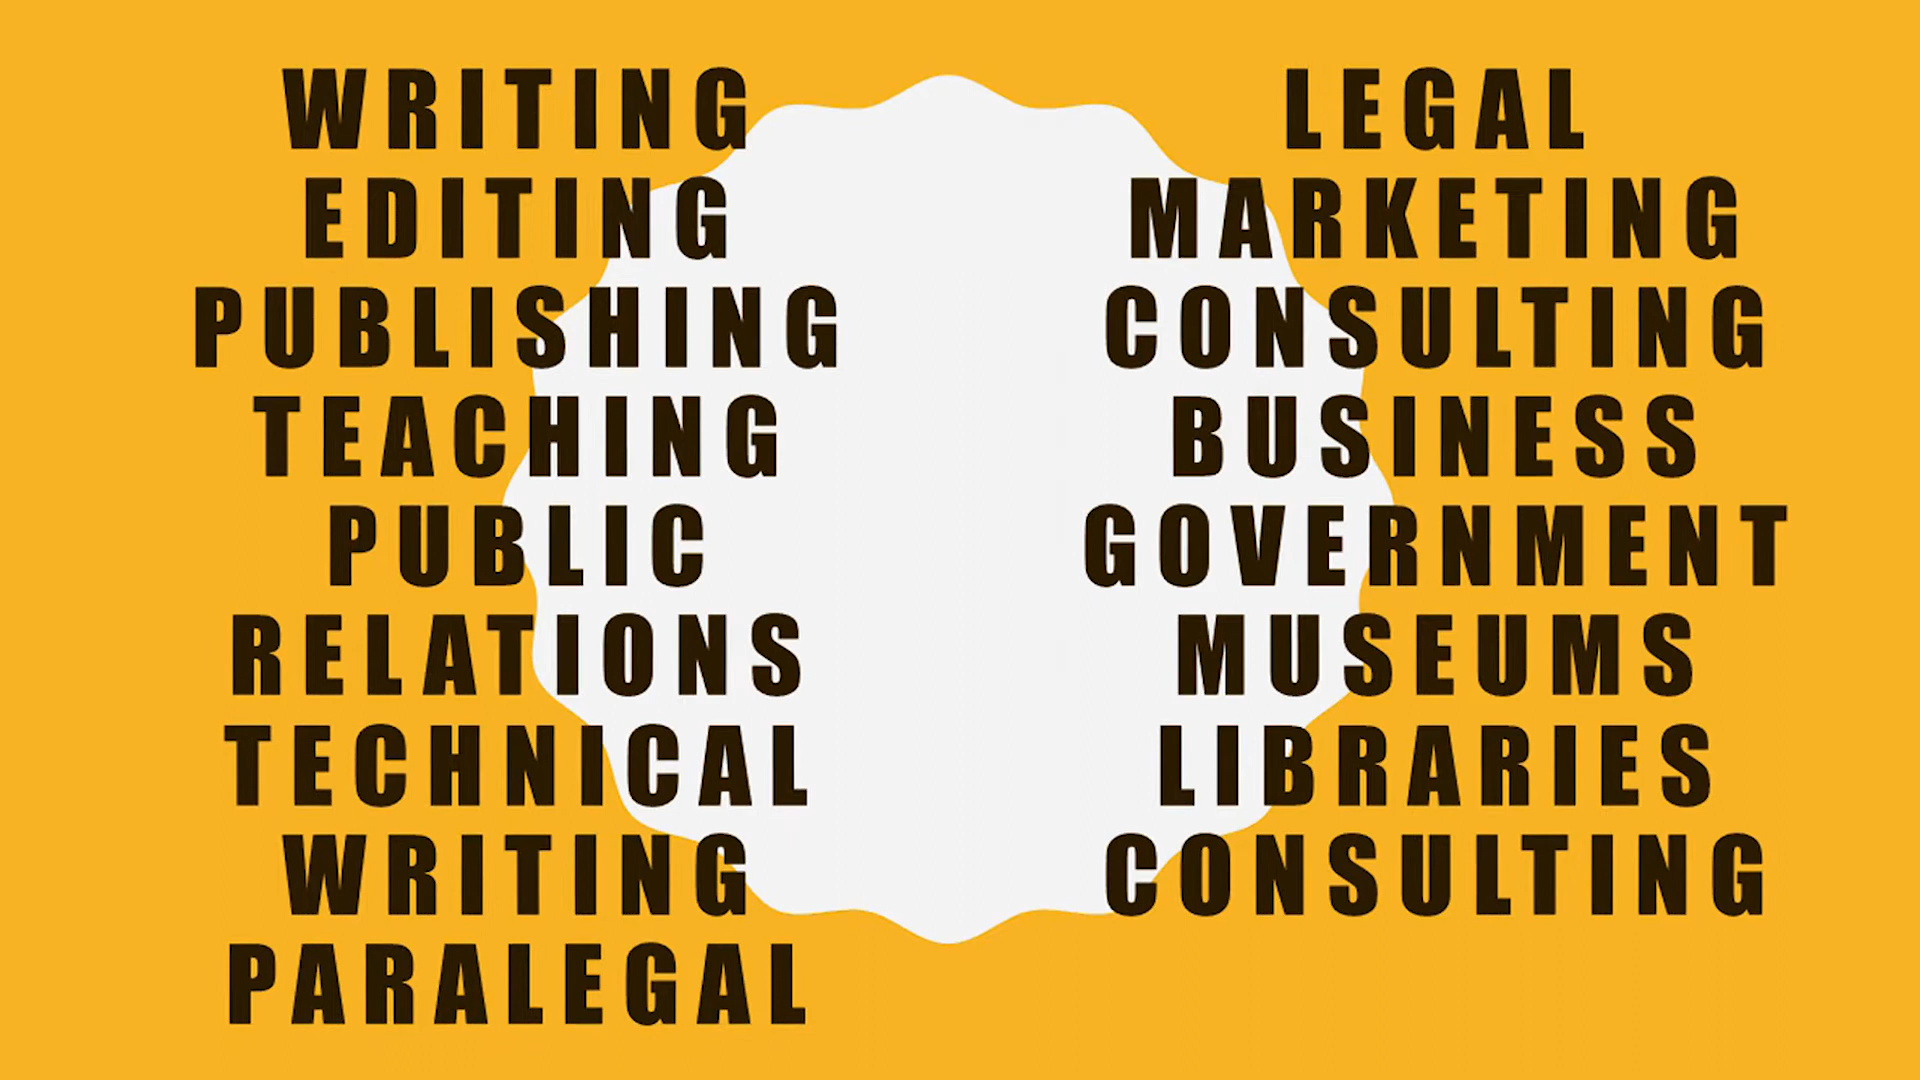 WRITING
EDITING
PUBLISHING
TEACHING
PUBLIC
RELATIONS
TECHNICAL
WRITING
PARALEGAL
LEGAL
MARKETING
CONSULTING
BUSINESS
GOVERNMENT
MUSEUMS
LIBRARIES
CONSULTING